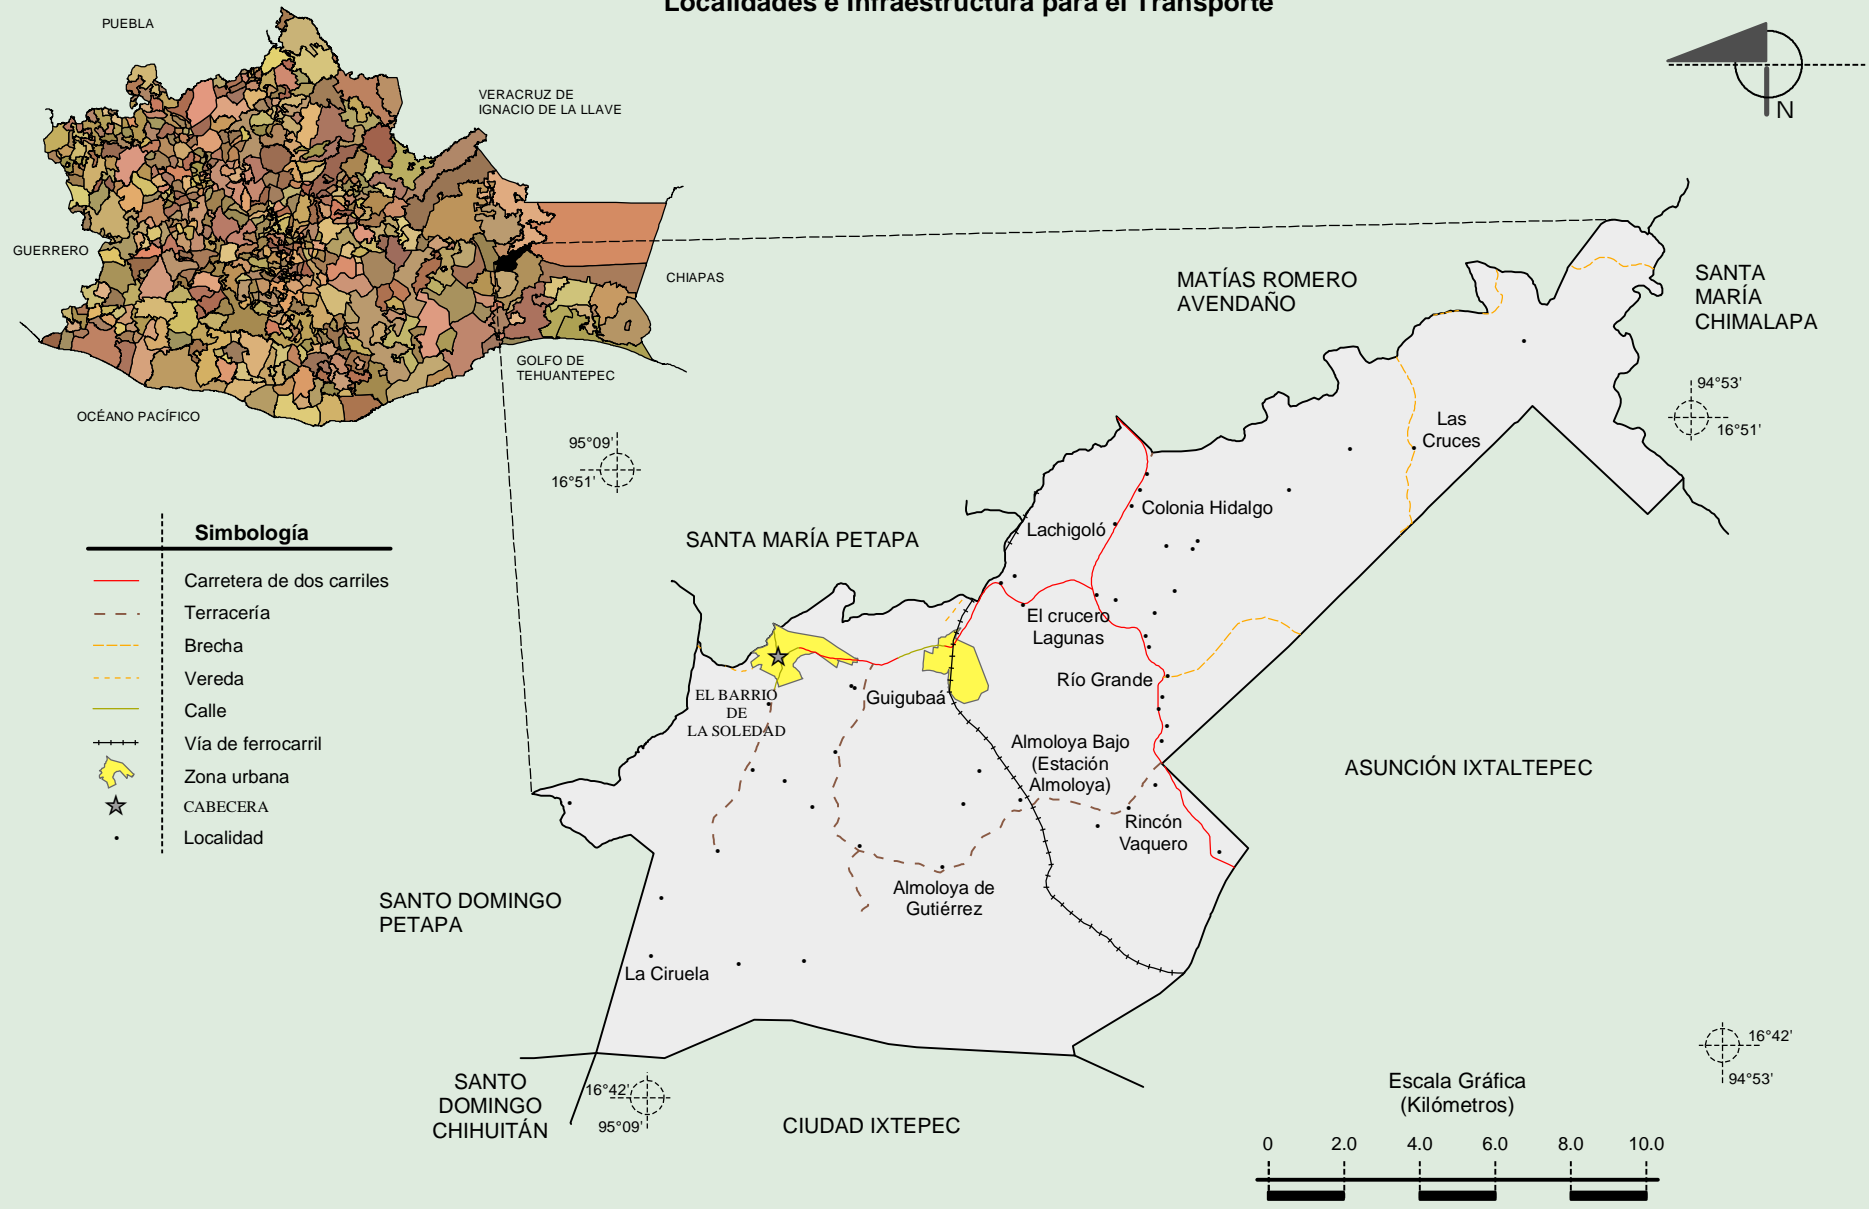 Localidades e Infraestructura para el Transporte
PUEBLA
VERACRUZ DE
IGNACIO DE LA LLAVE
GUERRERO
CHIAPAS
GOLFO DE
TEHUANTEPEC
OCÉANO PACÍFICO
N
MATÍAS ROMERO
AVENDAÑO
SANTA
MARÍA
CHIMALAPA
94°53'
16°51'
95°09'
16°51'
Las
Cruces
Colonia Hidalgo
Lachigoló
SANTA MARÍA PETAPA
El crucero
Lagunas
Río Grande
Guigubaá
EL BARRIO
DE
LA SOLEDAD
Almoloya Bajo
(Estación
Almoloya)
ASUNCIÓN IXTALTEPEC
Rincón
Vaquero
Almoloya de
Gutiérrez
SANTO DOMINGO
PETAPA
La Ciruela
Simbología
Carretera de dos carriles
Terracería
Brecha
Vereda
Calle
Vía de ferrocarril
Zona urbana
CABECERA
Localidad
SANTO
DOMINGO
CHIHUITÁN
16°42'
95°09'
CIUDAD IXTEPEC
16°42'
94°53'
Escala Gráfica
(Kilómetros)
0 2.0 4.0 6.0 8.0 10.0